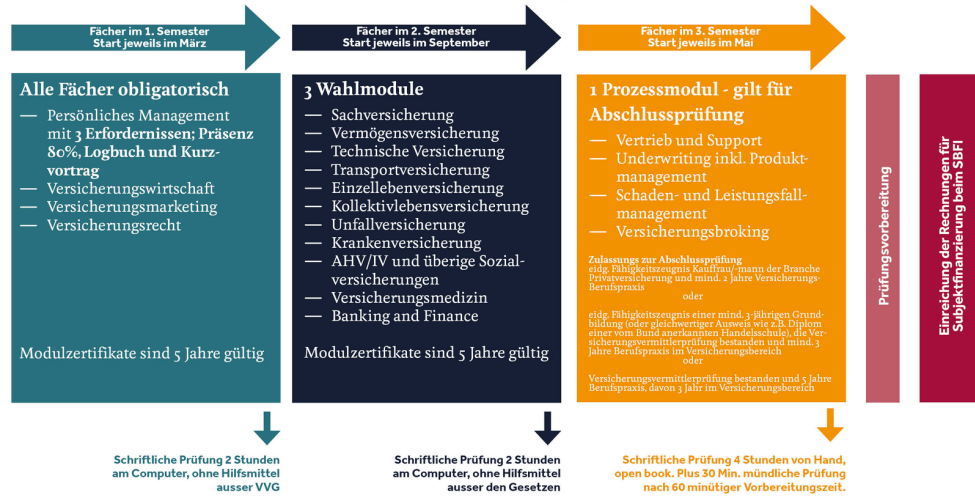 Fächer im 1. Semester
Start jeweils im März
Alle Fächer obligatorisch
— Persönliches Management
mit 3 Erfordernissen; Präsenz
80%, Logbuch und Kurz-
vortrag
— Versicherungswirtschaft
— Versicherungsmarketing
— Versicherungsrecht
Modulzertifikate sind 5 Jahre gültig
Schriftliche Prüfung 2 Stunden
am Computer, ohne Hilfsmittel
ausser VVG
Fächer im 2. Semester
Start jeweils im September
3 Wahlmodule
— Sachversicherung
— Vermögensversicherung
— Technische Versicherung
— Transportversicherung
— Einzellebenversicherung
— Kollektivlebensversicherung
— Unfallversicherung
— Krankenversicherung
— AHV/IV und übrige Sozial-
versicherungen
— Versicherungsmedizin
— Banking and Finance
Modulzertifikate sind 5 Jahre gültig
Schriftliche Prüfung 2 Stunden
am Computer, ohne Hilfsmittel
ausser den Gesetzen
Fächer im 3. Semester
Start jeweils im Mai
1 Prozessmodul - gilt für
Abschlussprüfung
— Vertrieb und Support
— Underwriting inkl. Produkt-
management
— Schaden- und Leistungsfall-
management
— Versicherungsbroking
Zulassungs zur Abschlussprüfung
eidg. Fähigkeitszeugnis Kauffrau/-mann der Branche
Privatversicherung und mind. 2 Jahre Versicherungs-
Berufspraxis
oder
eidg. Fähigkeitszeugnis einer mind. 3-jährigen Grund-
bildung (oder gleichwertiger Ausweis wie z.B. Diplom
einer vom Bund anerkannten Handelsschule), die Ver-
sicherungsvermittlerprüfung bestanden und mind. 3
Jahre Berufspraxis im Versicherungsbereich
oder
Versicherungsvermittlerprüfung bestanden und 5 Jahre
Berufspraxis, davon 3 Jahr im Versicherungsbereich
Schriftliche Prüfung 4 Stunden von Hand,
open book. Plus 30 Min. mündliche Prüfung
nach 60 minütiger Vorbereitungszeit.
Prüfungsvorbereitung
Einreichung der Rechnungen für
Subjektfinanzierung beim SBFI